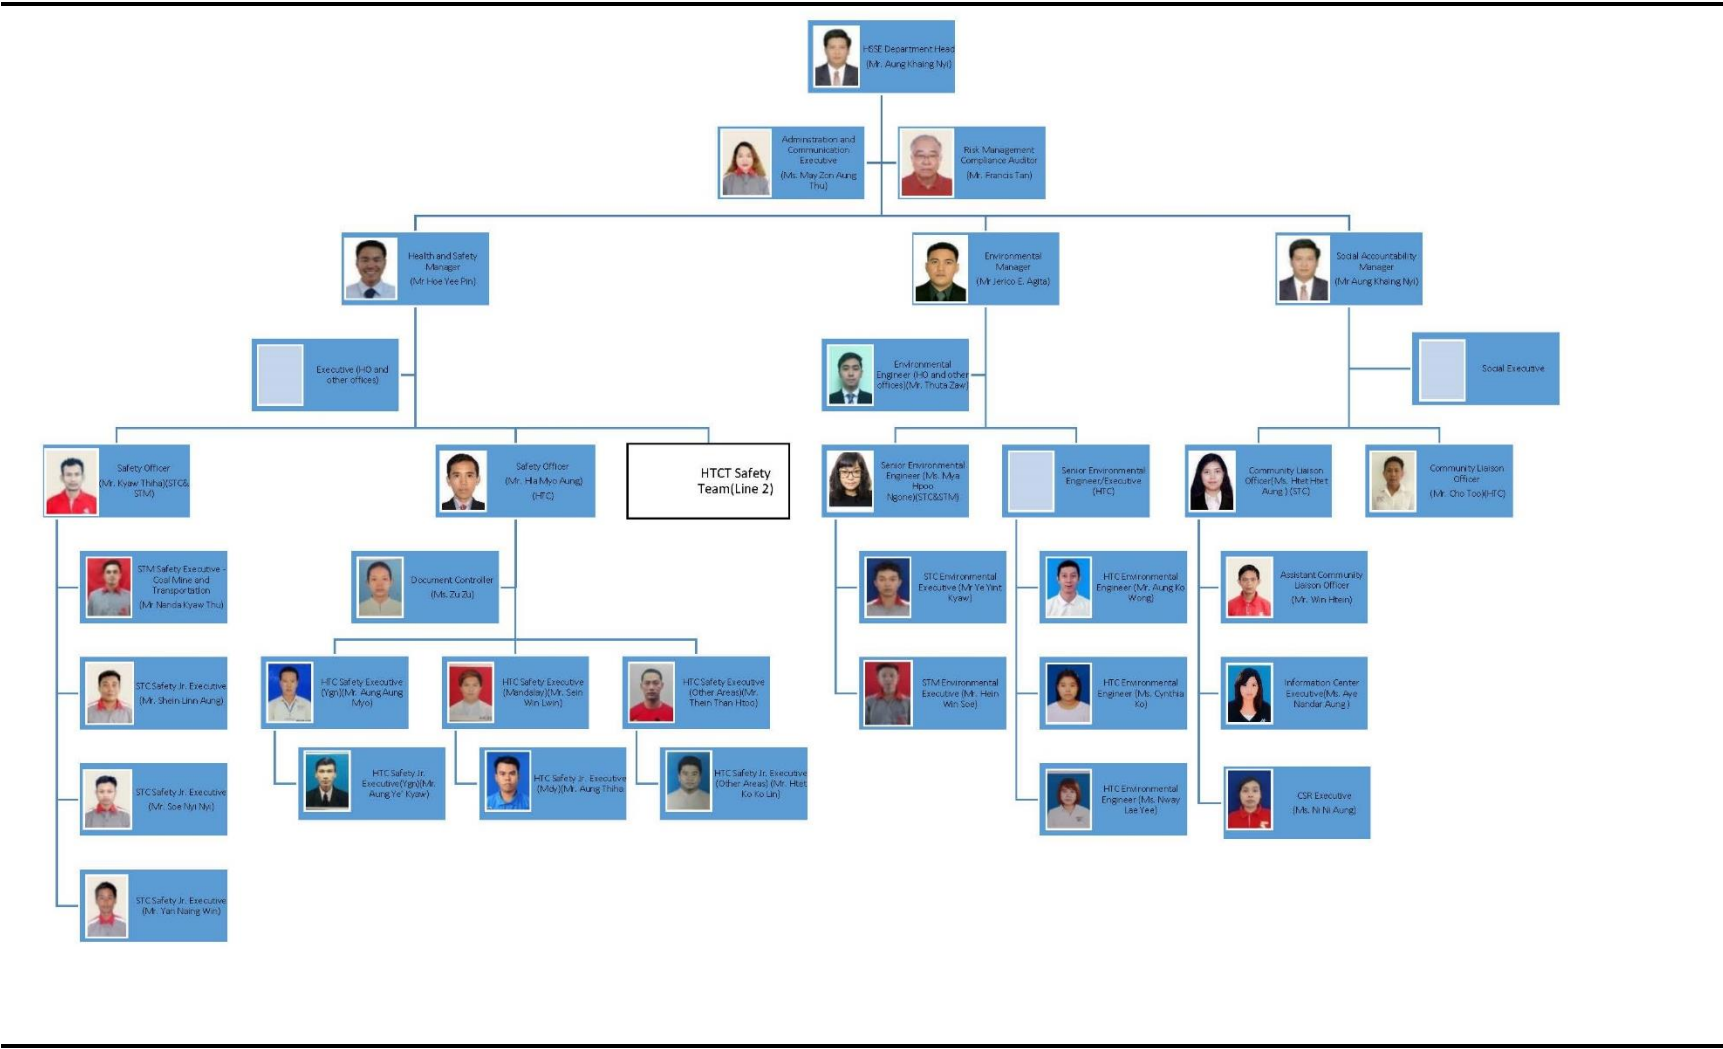 HSSE Department Head
(Mr. Aung Khaing Nyi)
Adminstration and
Communication
Executive
(Ms. May Zon Aung
Thu)
Risk Management
Compliance Auditor
(Mr. Francis Tan)
Health and Safety
Manager
(Mr Hoe Yee Pin)
Environmental
Manager
(Mr Jerico E. Agita)
Social Accountability
Manager
(Mr Aung Khaing Nyi)
Executive (HO and
other offices)
Environmental
Engineer (HO and other
offices)(Mr. Thuta Zaw)
Social Executive
Safety Officer
(Mr. Kyaw Thiha)(STC&
STM)
Safety Officer
(Mr. Hla Myo Aung)
(HTC)
HTCT Safety
Team(Line 2)
Senior Environmental
Engineer (Ms. Mya
Hpoo
Ngone)(STC&STM)
Senior Environmental
Engineer/Executive
(HTC)
Community Liaison
Officer(Ms. Htet Htet
Aung ) (STC)
Community Liaison
Officer
(Mr. Cho Too)(HTC)
STM Safety Executive -
Coal Mine and
Transportation
(Mr Nanda Kyaw Thu)
Document Controller
(Ms. Zu Zu)
STC Environmental
Executive (Mr Ye Yint
Kyaw)
HTC Environmental
Engineer (Mr. Aung Ko
Wong)
Assistant Community
Liaison Officer
(Mr. Win Htein)
STC Safety Jr. Executive
(Mr. Shein Linn Aung)
HTC Safety Executive
(Ygn)(Mr. Aung Aung
Myo)
HTC Safety Executive
(Mandalay)(Mr. Sein
Win Lwin)
HTC Safety Executive
(Other Areas)(Mr.
Thein Than Htoo)
STM Environmental
Executive (Mr. Hein
Win Soe)
HTC Environmental
Engineer (Ms. Cynthia
Ko)
Information Center
Executive(Ms. Aye
Nandar Aung )
STC Safety Jr. Executive
(Mr. Soe Nyi Nyi)
HTC Safety Jr.
Executive(Ygn)(Mr.
Aung Ye' Kyaw)
HTC Safety Jr. Executive
(Mdy)(Mr. Aung Thiha
HTC Safety Jr. Executive
(Other Areas) (Mr. Htet
Ko Ko Lin)
HTC Environmental
Engineer (Ms. Nway
Lae Yee)
CSR Executive
(Ms. Ni Ni Aung)
STC Safety Jr. Executive
(Mr. Yan Naing Win)